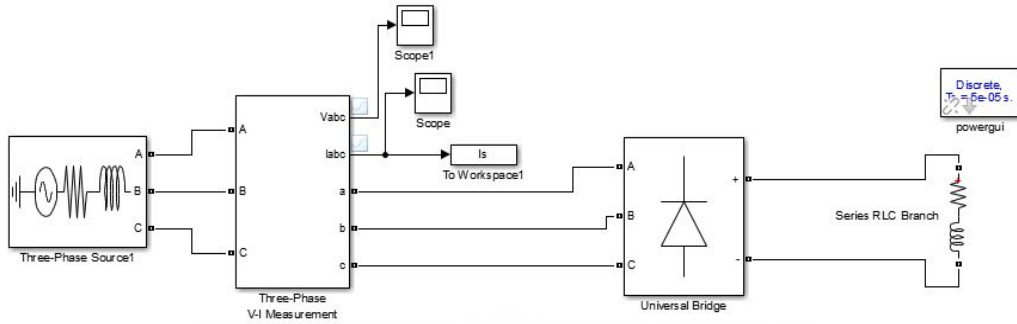 Scope1
Scope
Discrete,
Ts = 5e-05 s.
powergui
Vabc
Iabc
Is
To Workspace1
A
B
C
Three-Phase Source1
A
B
C
a
b
c
Three-Phase
V-I Measurement
A
B
C
+
-
Universal Bridge
Series RLC Branch